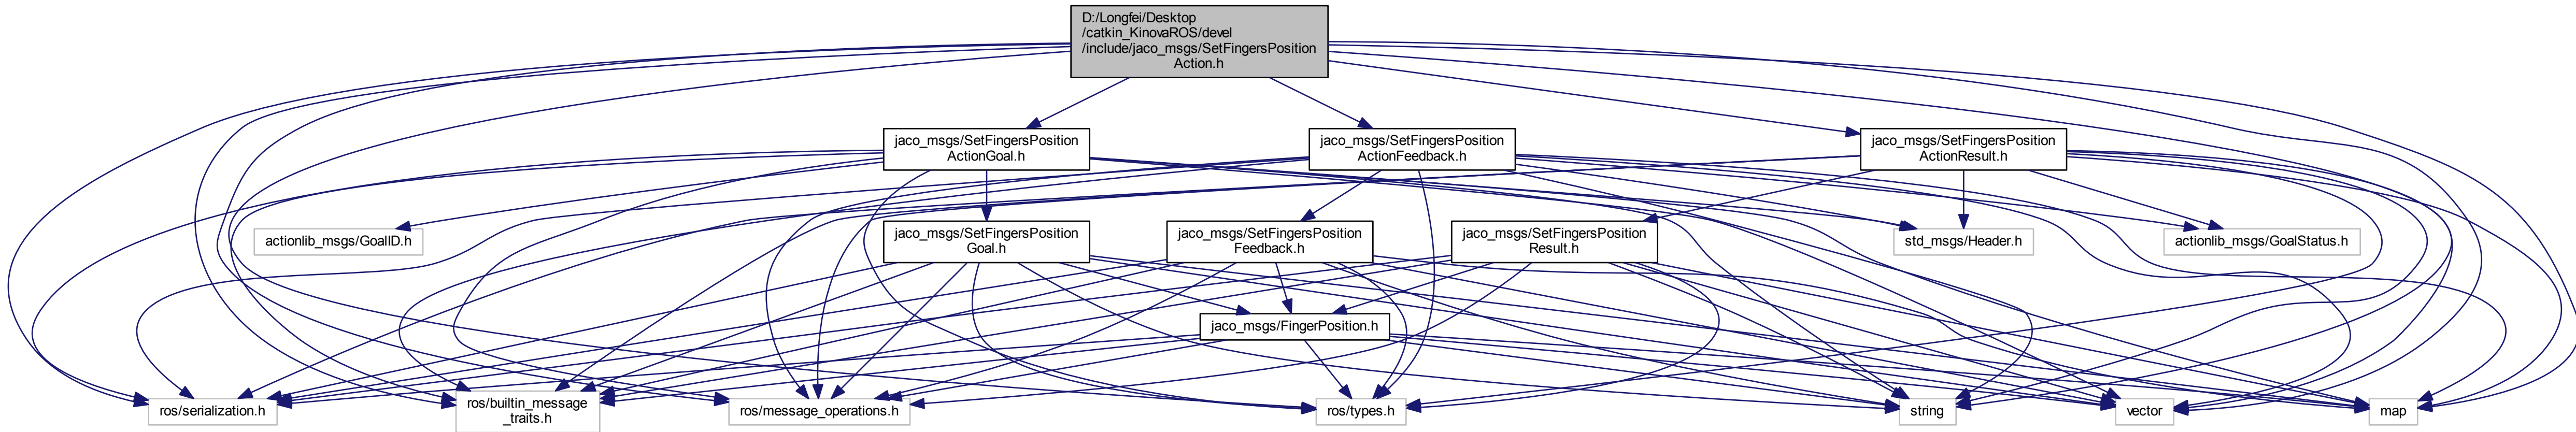 D:/Longfei/Desktop
/catkin_KinovaROS/devel
/include/jaco_msgs/SetFingersPosition
Action.h
jaco_msgs/SetFingersPosition
ActionGoal.h
jaco_msgs/SetFingersPosition
ActionFeedback.h
jaco_msgs/SetFingersPosition
ActionResult.h
actionlib_msgs/GoalID.h
jaco_msgs/SetFingersPosition
Goal.h
jaco_msgs/SetFingersPosition
Feedback.h
jaco_msgs/SetFingersPosition
Result.h
std_msgs/Header.h
actionlib_msgs/GoalStatus.h
jaco_msgs/FingerPosition.h
ros/serialization.h
ros/builtin_message
_traits.h
ros/message_operations.h
ros/types.h
string
vector
map